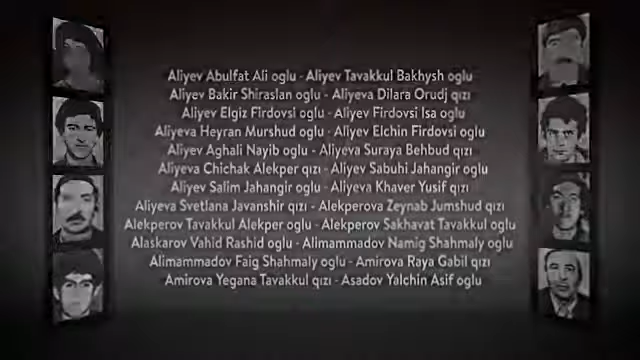 Aliyev Abulfat Ali oglu - Aliyev Tavakkul Bakhysh oglu
Aliyev Bakir Shiraslan oglu - Aliyeva Dilara Orudj qızı
Aliyev Elgiz Firdovsi oglu - Aliyev Firdovsi Isa oglu
Aliyeva Heyran Murshud oglu - Aliyev Elchin Firdovsi oglu
Aliyev Aghali Nayib oglu - Aliyeva Suraya Behbud qızı
Aliyeva Chichak Alekper qızı - Aliyev Sabuhi Jahangir oglu
Aliyev Salim Jahangir oglu - Aliyeva Khaver Yusif qızı
Aliyeva Svetlana Javanshir qızı - Alekperova Zeynab Jumshud qızı
Alekperov Tavakkul Alekper oglu - Alekperov Sakhavat Tavakkul oglu
Alaskarov Vahid Rashid oglu - Alimammadov Namig Shahmaly oglu
Alimammadov Faig Shahmaly oglu - Amirova Raya Gabil qızı
Amirova Yegana Tavakkul qızı - Asadov Yalchin Asif oglu